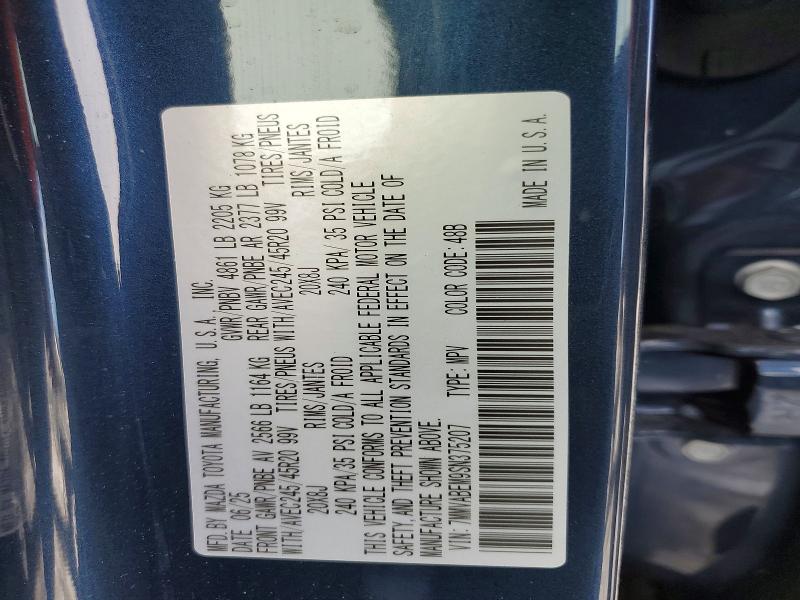 MFD. BY MAZDA TOYOTA MANUFACTURING, U.S.A., INC.
DATE 06/25 GVWR/PNBV 4861 LB 2205 KG
FRONT GAWR/PNBE AV 2566 LB 1164 KG REAR GAWR/PNBE AR 2377 LB 1078 KG
WITH/AVEC245/45R20 99V TIRES/PNEUS WITH/AVEC245/45R20 99V TIRES/PNEUS
20X8J RIMS/JANTES 20X8J RIMS/JANTES
240 KPA/35 PSI COLD/A FROID 240 KPA/35 PSI COLD/A FROID
THIS VEHICLE CONFORMS TO ALL APPLICABLE FEDERAL MOTOR VEHICLE
SAFETY, AND THEFT PREVENTION STANDARDS IN EFFECT ON THE DATE OF
MANUFACTURE SHOWN ABOVE.
VIN: 7MMVABEM9SN375207 TYPE: MPV COLOR CODE: 48B
MADE IN U.S.A.